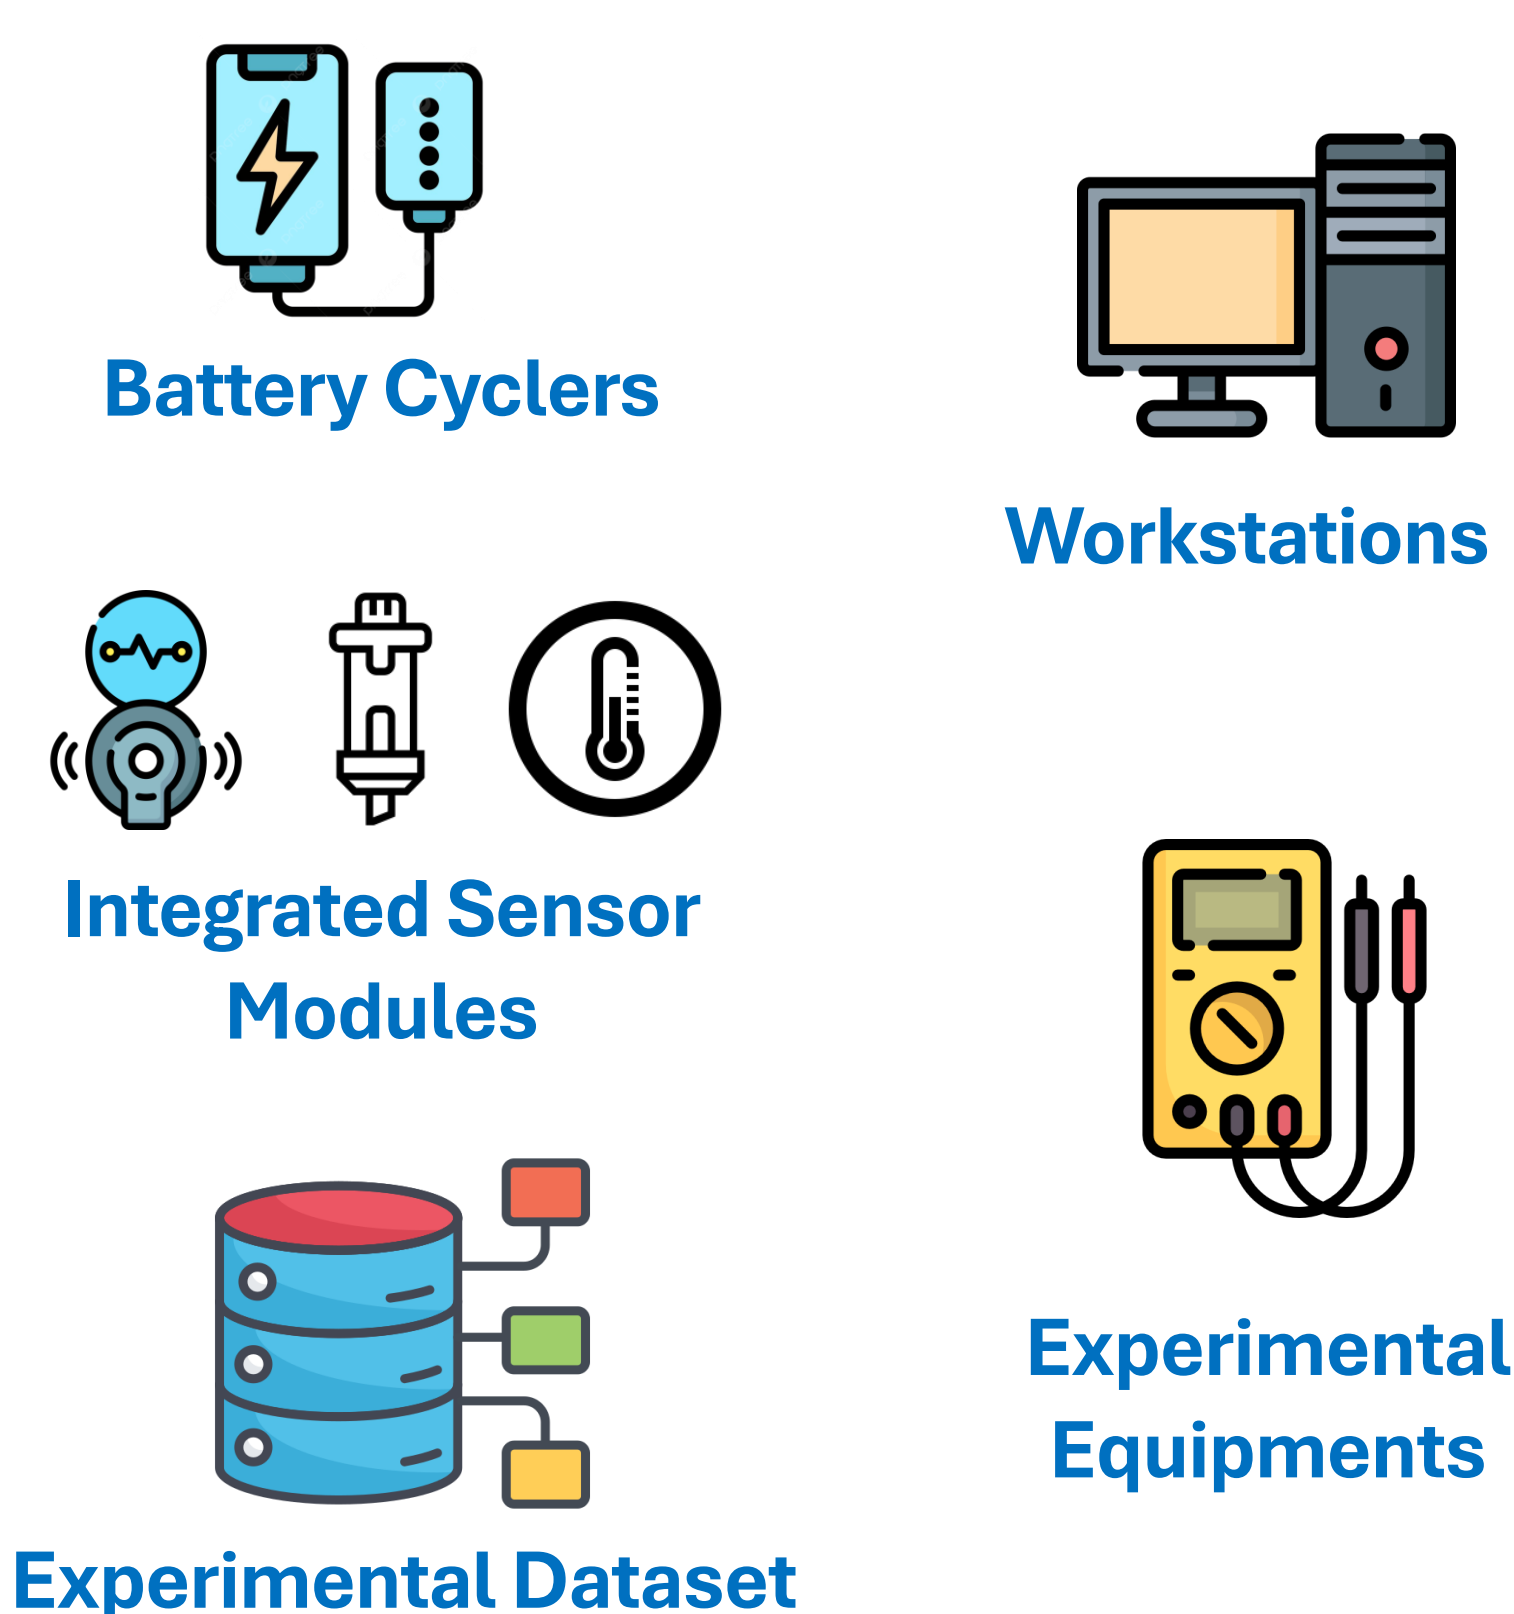 Battery Cyclers
Workstations
Integrated Sensor
Modules
Experimental
Equipments
Experimental Dataset